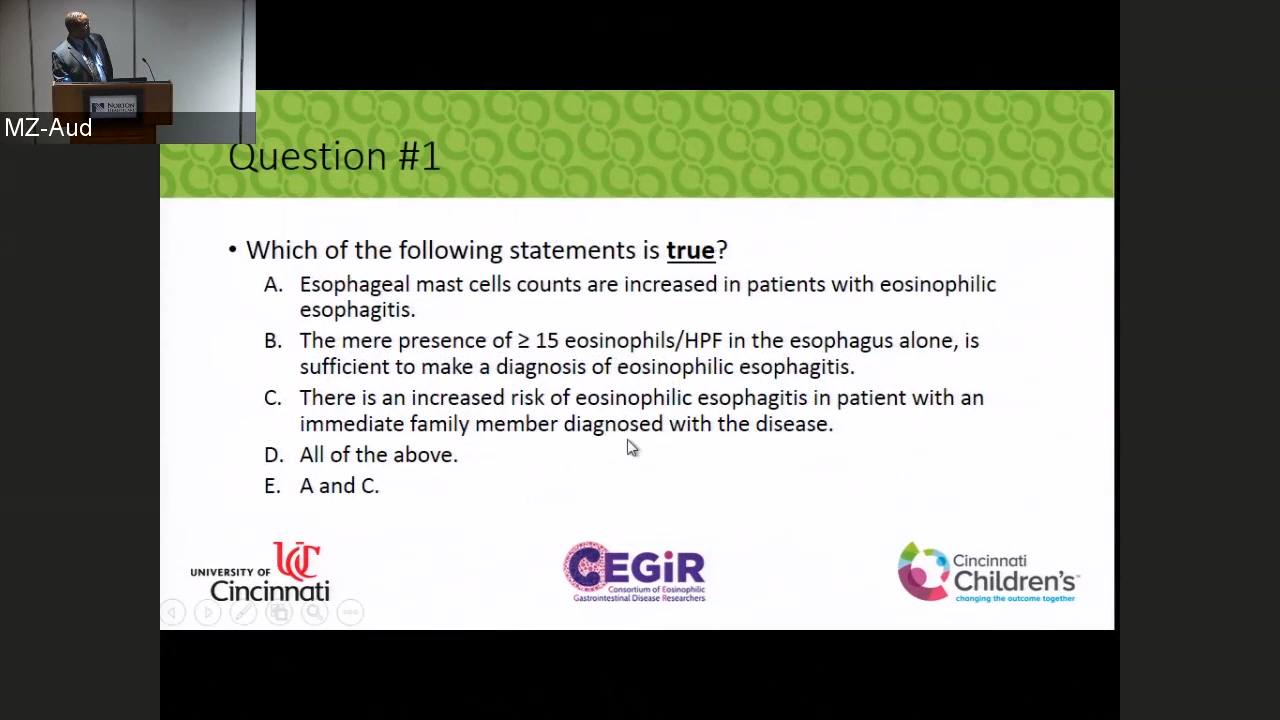 NORTON
MZ-Aud
Question #1
• Which of the following statements is true?
A. Esophageal mast cells counts are increased in patients with eosinophilic
esophagitis.
B. The mere presence of ≥ 15 eosinophils/HPF in the esophagus alone, is
sufficient to make a diagnosis of eosinophilic esophagitis.
C. There is an increased risk of eosinophilic esophagitis in patient with an
immediate family member diagnosed with the disease.
D. All of the above.
E. A and C.
UC
UNIVERSITY OF
Cincinnati
CEGiR
Consortium of Eosinophilic
Gastrointestinal Disease Researchers
Cincinnati
Children's™
changing the outcome together